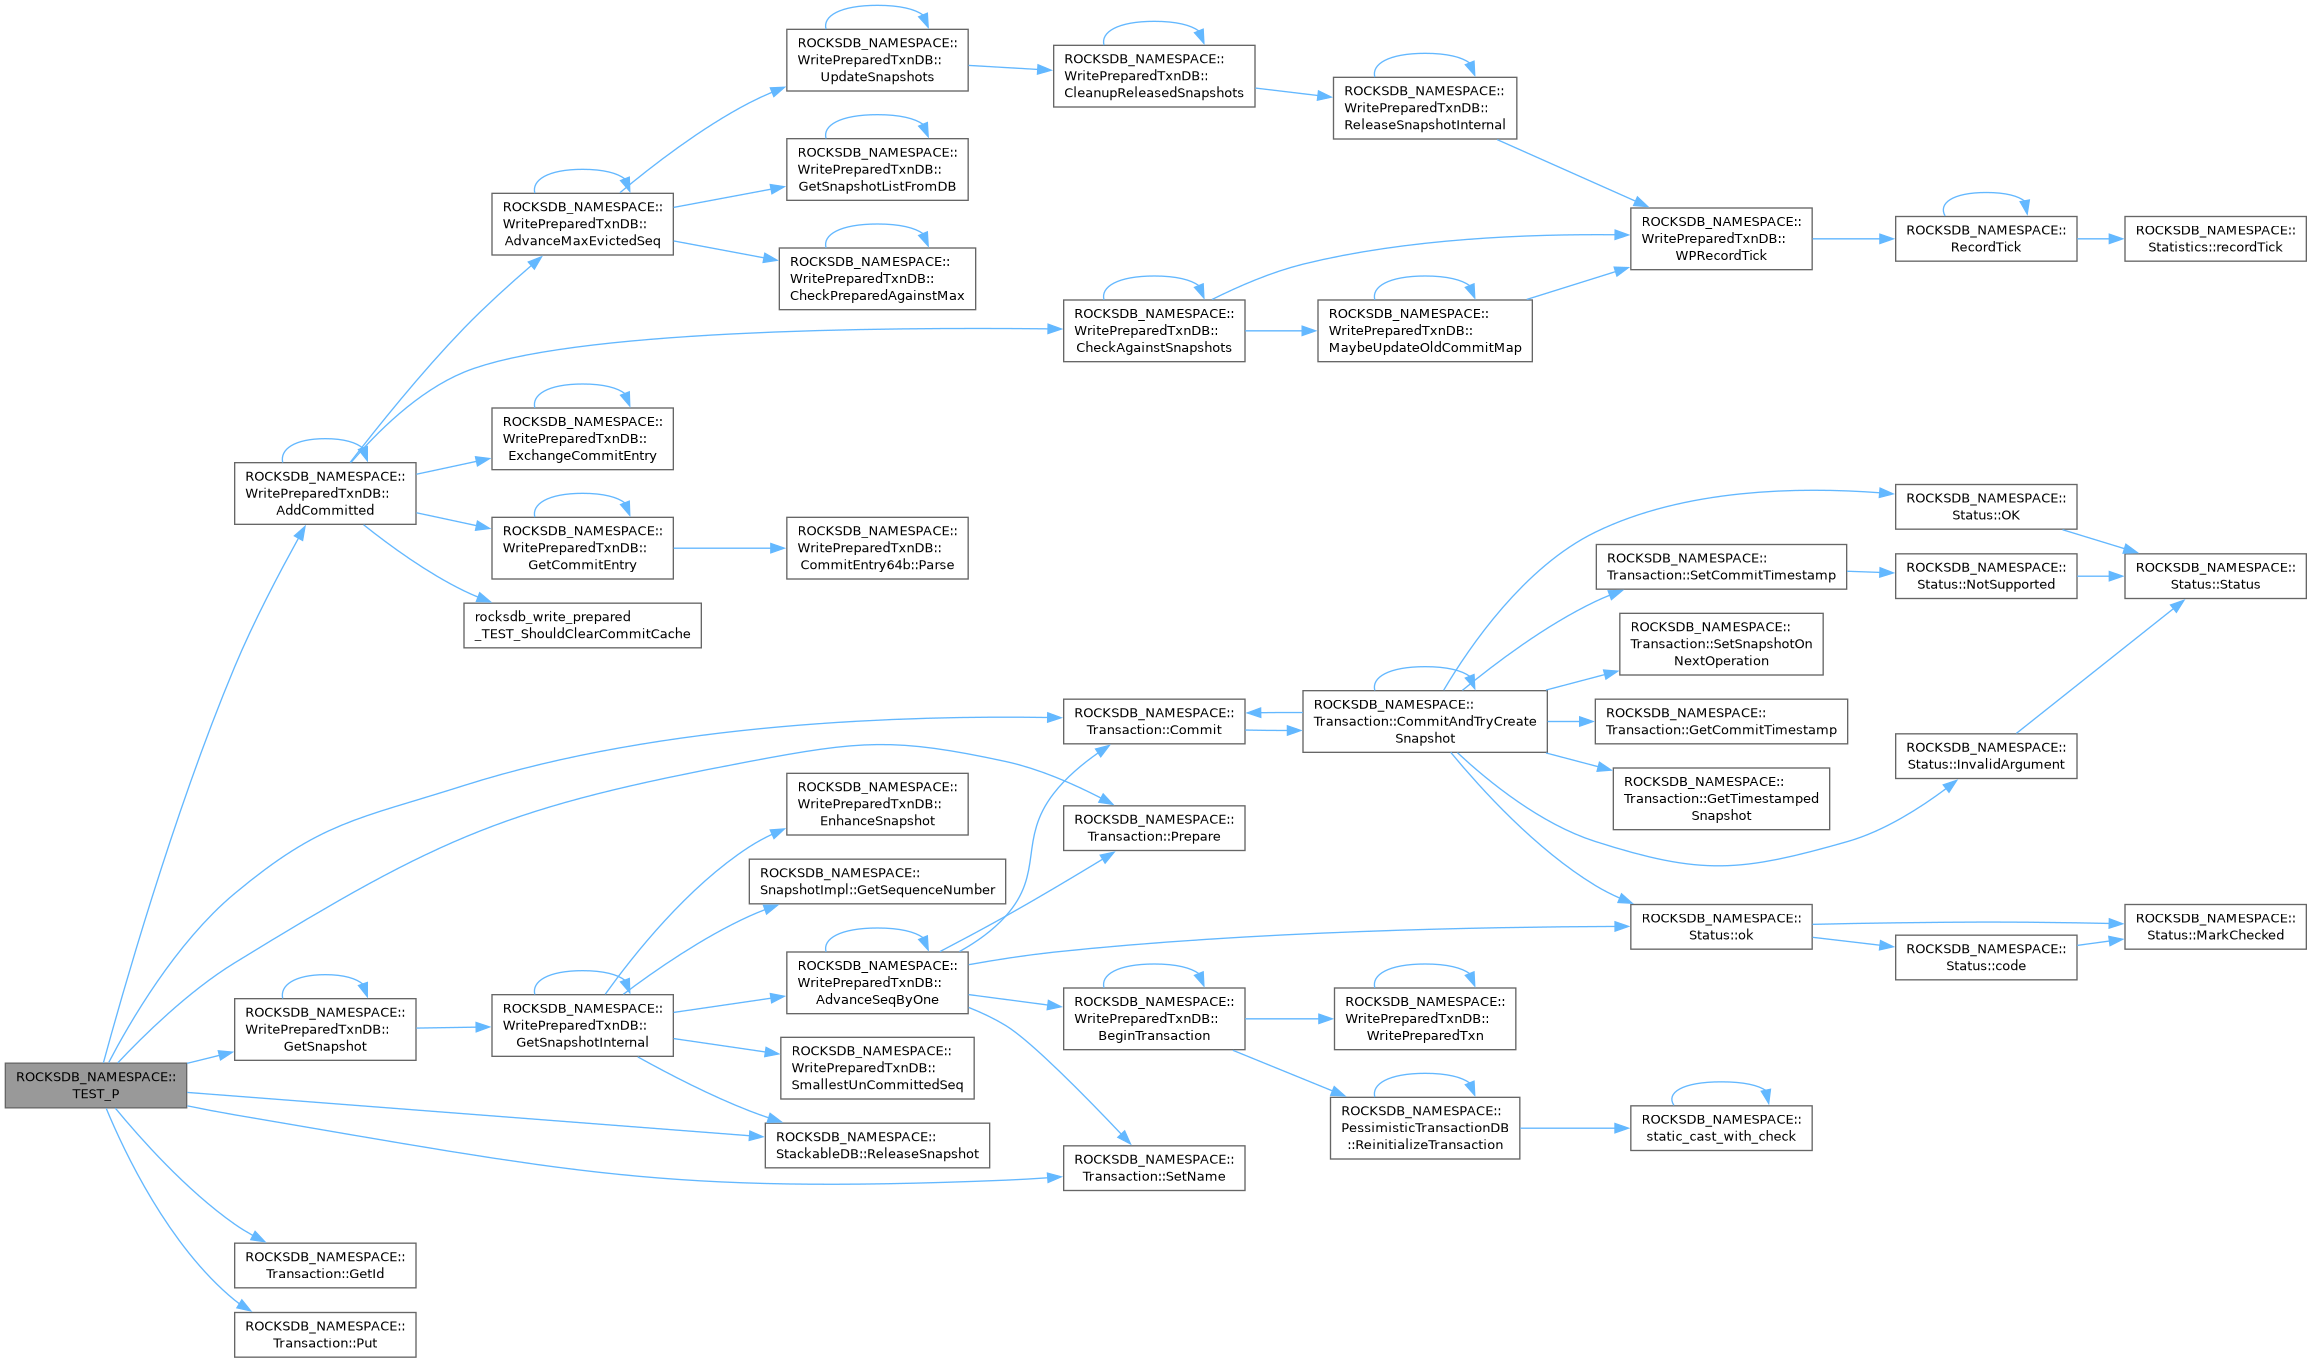 ROCKSDB_NAMESPACE::
WritePreparedTxnDB::
UpdateSnapshots
ROCKSDB_NAMESPACE::
WritePreparedTxnDB::
CleanupReleasedSnapshots
ROCKSDB_NAMESPACE::
WritePreparedTxnDB::
ReleaseSnapshotInternal
ROCKSDB_NAMESPACE::
WritePreparedTxnDB::
GetSnapshotListFromDB
ROCKSDB_NAMESPACE::
WritePreparedTxnDB::
AdvanceMaxEvictedSeq
ROCKSDB_NAMESPACE::
WritePreparedTxnDB::
WPRecordTick
ROCKSDB_NAMESPACE::
RecordTick
ROCKSDB_NAMESPACE::
Statistics::recordTick
ROCKSDB_NAMESPACE::
WritePreparedTxnDB::
CheckPreparedAgainstMax
ROCKSDB_NAMESPACE::
WritePreparedTxnDB::
CheckAgainstSnapshots
ROCKSDB_NAMESPACE::
WritePreparedTxnDB::
MaybeUpdateOldCommitMap
ROCKSDB_NAMESPACE::
WritePreparedTxnDB::
ExchangeCommitEntry
ROCKSDB_NAMESPACE::
WritePreparedTxnDB::
AddCommitted
ROCKSDB_NAMESPACE::
Status::OK
ROCKSDB_NAMESPACE::
WritePreparedTxnDB::
GetCommitEntry
ROCKSDB_NAMESPACE::
WritePreparedTxnDB::
CommitEntry64b::Parse
ROCKSDB_NAMESPACE::
Transaction::SetCommitTimestamp
ROCKSDB_NAMESPACE::
Status::NotSupported
ROCKSDB_NAMESPACE::
Status::Status
rocksdb_write_prepared
_TEST_ShouldClearCommitCache
ROCKSDB_NAMESPACE::
Transaction::SetSnapshotOn
NextOperation
ROCKSDB_NAMESPACE::
Transaction::Commit
ROCKSDB_NAMESPACE::
Transaction::CommitAndTryCreate
Snapshot
ROCKSDB_NAMESPACE::
Transaction::GetCommitTimestamp
ROCKSDB_NAMESPACE::
Status::InvalidArgument
ROCKSDB_NAMESPACE::
Transaction::GetTimestamped
Snapshot
ROCKSDB_NAMESPACE::
WritePreparedTxnDB::
EnhanceSnapshot
ROCKSDB_NAMESPACE::
Transaction::Prepare
ROCKSDB_NAMESPACE::
SnapshotImpl::GetSequenceNumber
ROCKSDB_NAMESPACE::
Status::ok
ROCKSDB_NAMESPACE::
Status::MarkChecked
ROCKSDB_NAMESPACE::
Status::code
ROCKSDB_NAMESPACE::
WritePreparedTxnDB::
AdvanceSeqByOne
ROCKSDB_NAMESPACE::
WritePreparedTxnDB::
GetSnapshot
ROCKSDB_NAMESPACE::
WritePreparedTxnDB::
GetSnapshotInternal
ROCKSDB_NAMESPACE::
WritePreparedTxnDB::
BeginTransaction
ROCKSDB_NAMESPACE::
WritePreparedTxnDB::
WritePreparedTxn
ROCKSDB_NAMESPACE::
WritePreparedTxnDB::
SmallestUnCommittedSeq
ROCKSDB_NAMESPACE::
TEST_P
ROCKSDB_NAMESPACE::
PessimisticTransactionDB
::ReinitializeTransaction
ROCKSDB_NAMESPACE::
static_cast_with_check
ROCKSDB_NAMESPACE::
StackableDB::ReleaseSnapshot
ROCKSDB_NAMESPACE::
Transaction::SetName
ROCKSDB_NAMESPACE::
Transaction::GetId
ROCKSDB_NAMESPACE::
Transaction::Put